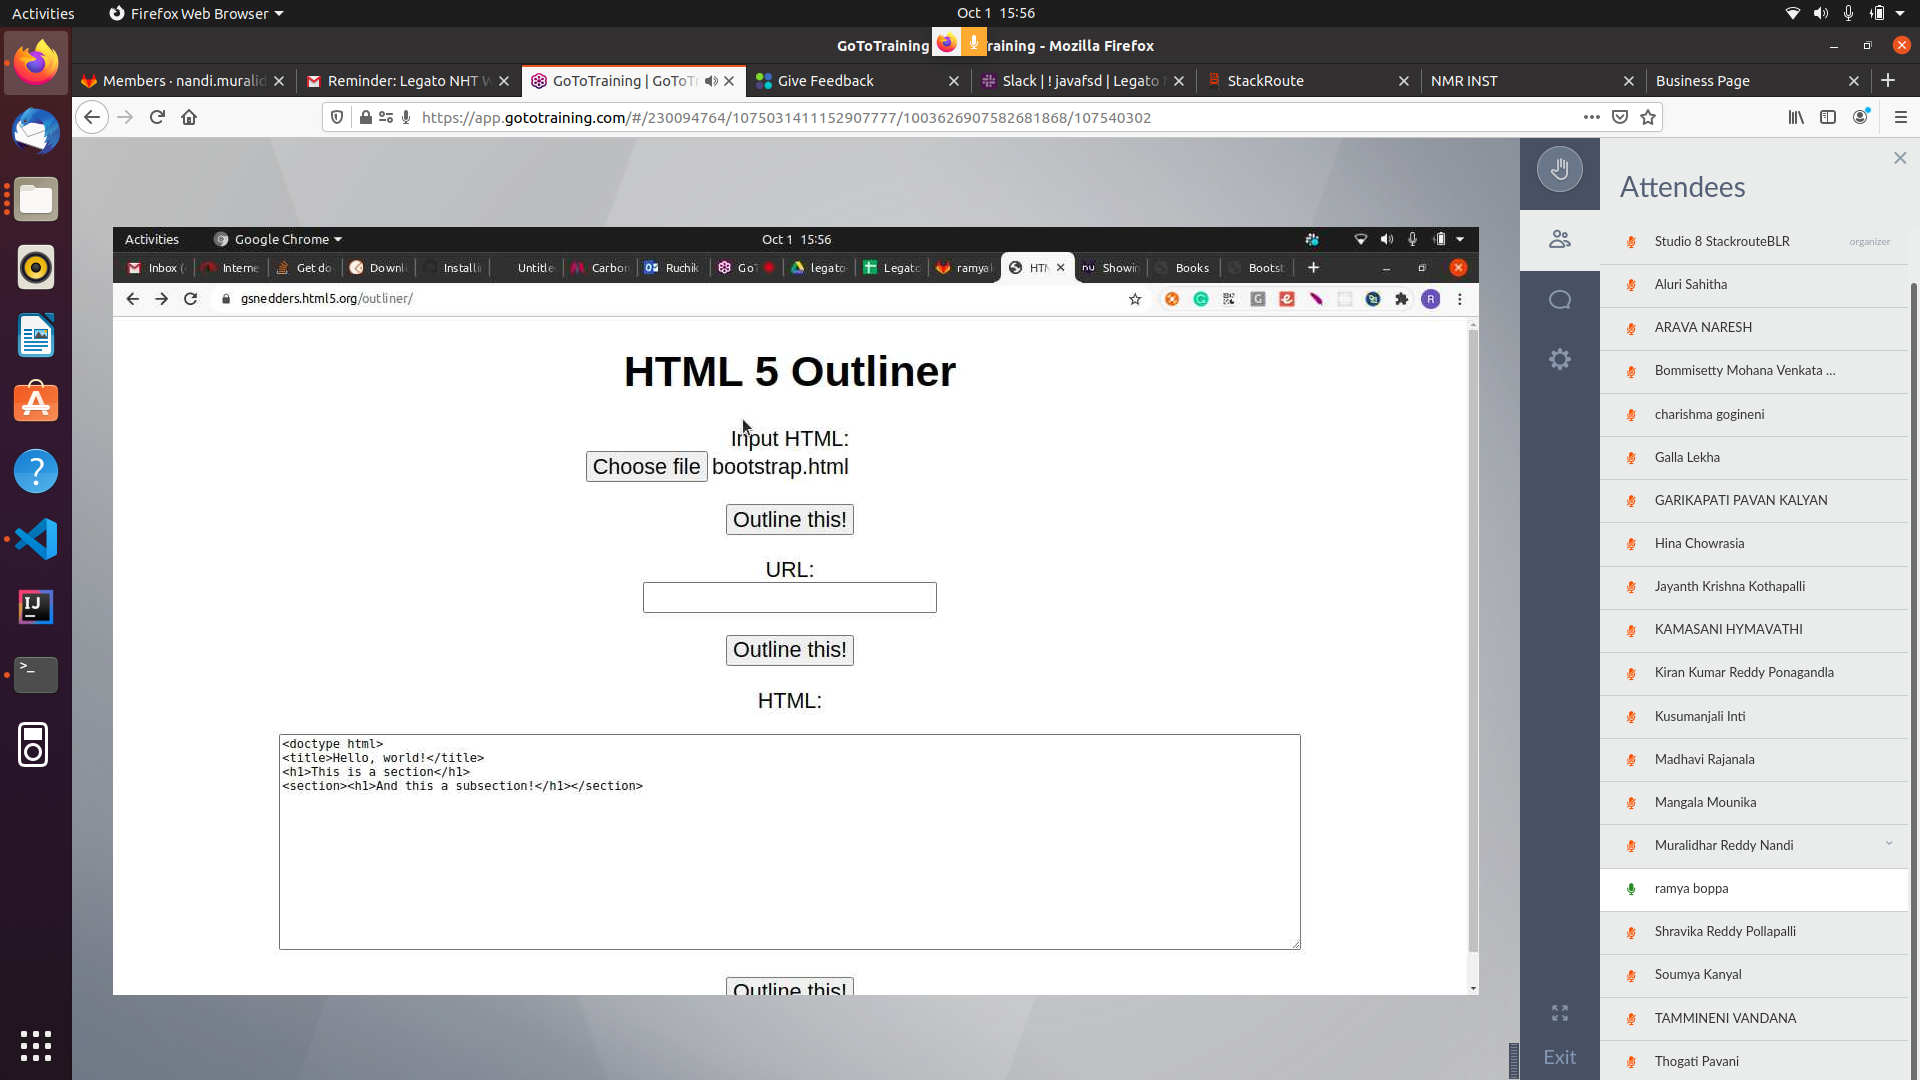 Activities
Firefox Web Browser
Oct 1 15:56
GoToTraining
raining - Mozilla Firefox
Members · nandi.muralid
Reminder: Legato NHT W
GoToTraining | GoToTr
Give Feedback
Slack | ! javafsd | Legato
StackRoute
NMR INST
Business Page
https://app.gototraining.com/#/230094764/1075031411152907777/1003626907582681868/107540302
Activities
Google Chrome
Oct 1 15:56
Inbox (
Interne
Get do
Downl
Installi
Untitle
Carbor
Ruchik
GoT
legato
Legato
ramya
HTM
Showin
Books
Bootst
gsnedders.html5.org/outliner/
R
HTML 5 Outliner
Input HTML:
Choose file bootstrap.html
Outline this!
URL:
Outline this!
HTML:
<doctype html>
<title>Hello, world!</title>
<h1>This is a section</h1>
<section><h1>And this a subsection!</h1></section>
Outline this!
Attendees
Studio 8 StackrouteBLR organizer
Aluri Sahitha
ARAVA NARESH
Bommisetty Mohana Venkata ...
charishma gogineni
Galla Lekha
GARIKAPATI PAVAN KALYAN
Hina Chowrasia
Jayanth Krishna Kothapalli
KAMASANI HYMAVATHI
Kiran Kumar Reddy Ponagandla
Kusumanjali Inti
Madhavi Rajanala
Mangala Mounika
Muralidhar Reddy Nandi
ramya boppa
Shravika Reddy Pollapalli
Soumya Kanyal
TAMMINENI VANDANA
Thogati Pavani
Exit